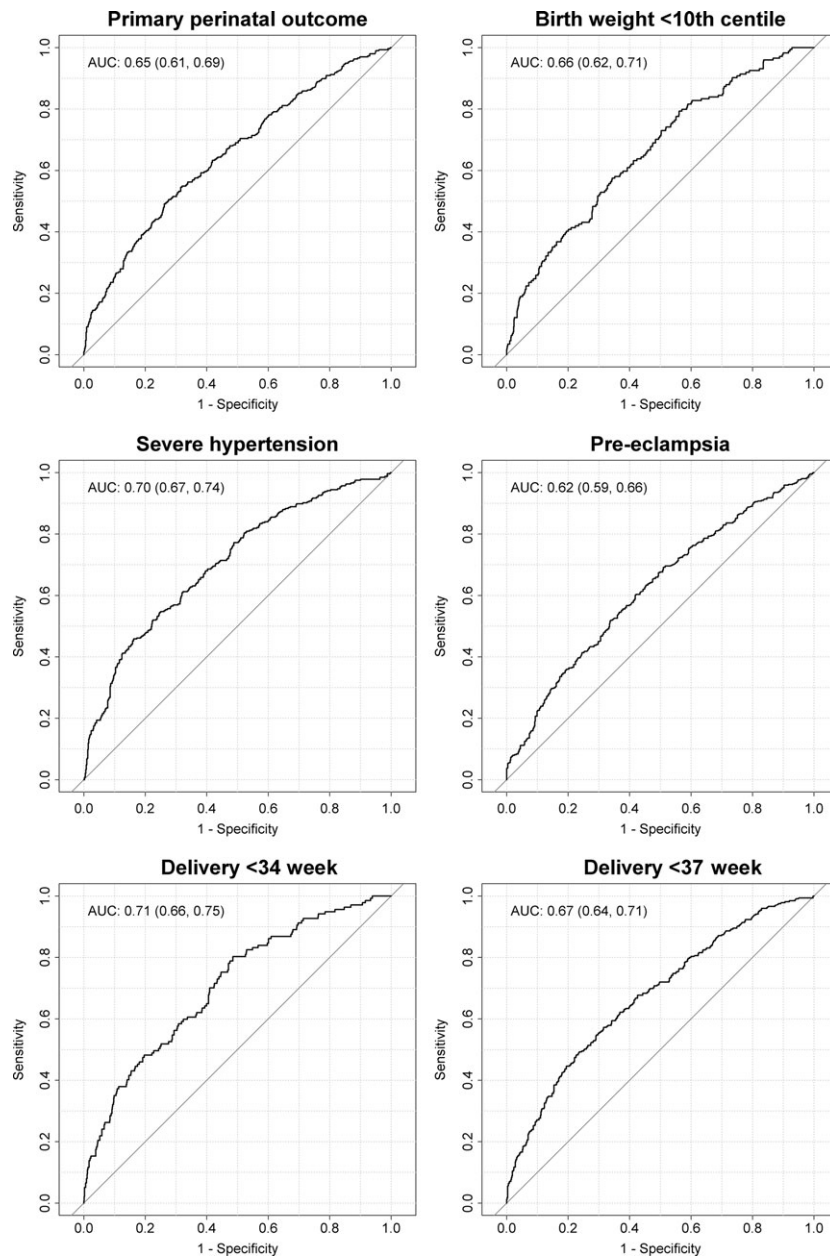 Primary perinatal outcome
AUC: 0.65 (0.61, 0.69)
1.0
0.8
0.6
0.4
0.2
0.0
Sensitivity
0.0 0.2 0.4 0.6 0.8 1.0
1 - Specificity
Birth weight <10th centile
AUC: 0.66 (0.62, 0.71)
1.0
0.8
0.6
0.4
0.2
0.0
Sensitivity
0.0 0.2 0.4 0.6 0.8 1.0
1 - Specificity
Severe hypertension
AUC: 0.70 (0.67, 0.74)
1.0
0.8
0.6
0.4
0.2
0.0
Sensitivity
0.0 0.2 0.4 0.6 0.8 1.0
1 - Specificity
Pre-eclampsia
AUC: 0.62 (0.59, 0.66)
1.0
0.8
0.6
0.4
0.2
0.0
Sensitivity
0.0 0.2 0.4 0.6 0.8 1.0
1 - Specificity
Delivery <34 week
AUC: 0.71 (0.66, 0.75)
1.0
0.8
0.6
0.4
0.2
0.0
Sensitivity
0.0 0.2 0.4 0.6 0.8 1.0
1 - Specificity
Delivery <37 week
AUC: 0.67 (0.64, 0.71)
1.0
0.8
0.6
0.4
0.2
0.0
Sensitivity
0.0 0.2 0.4 0.6 0.8 1.0
1 - Specificity